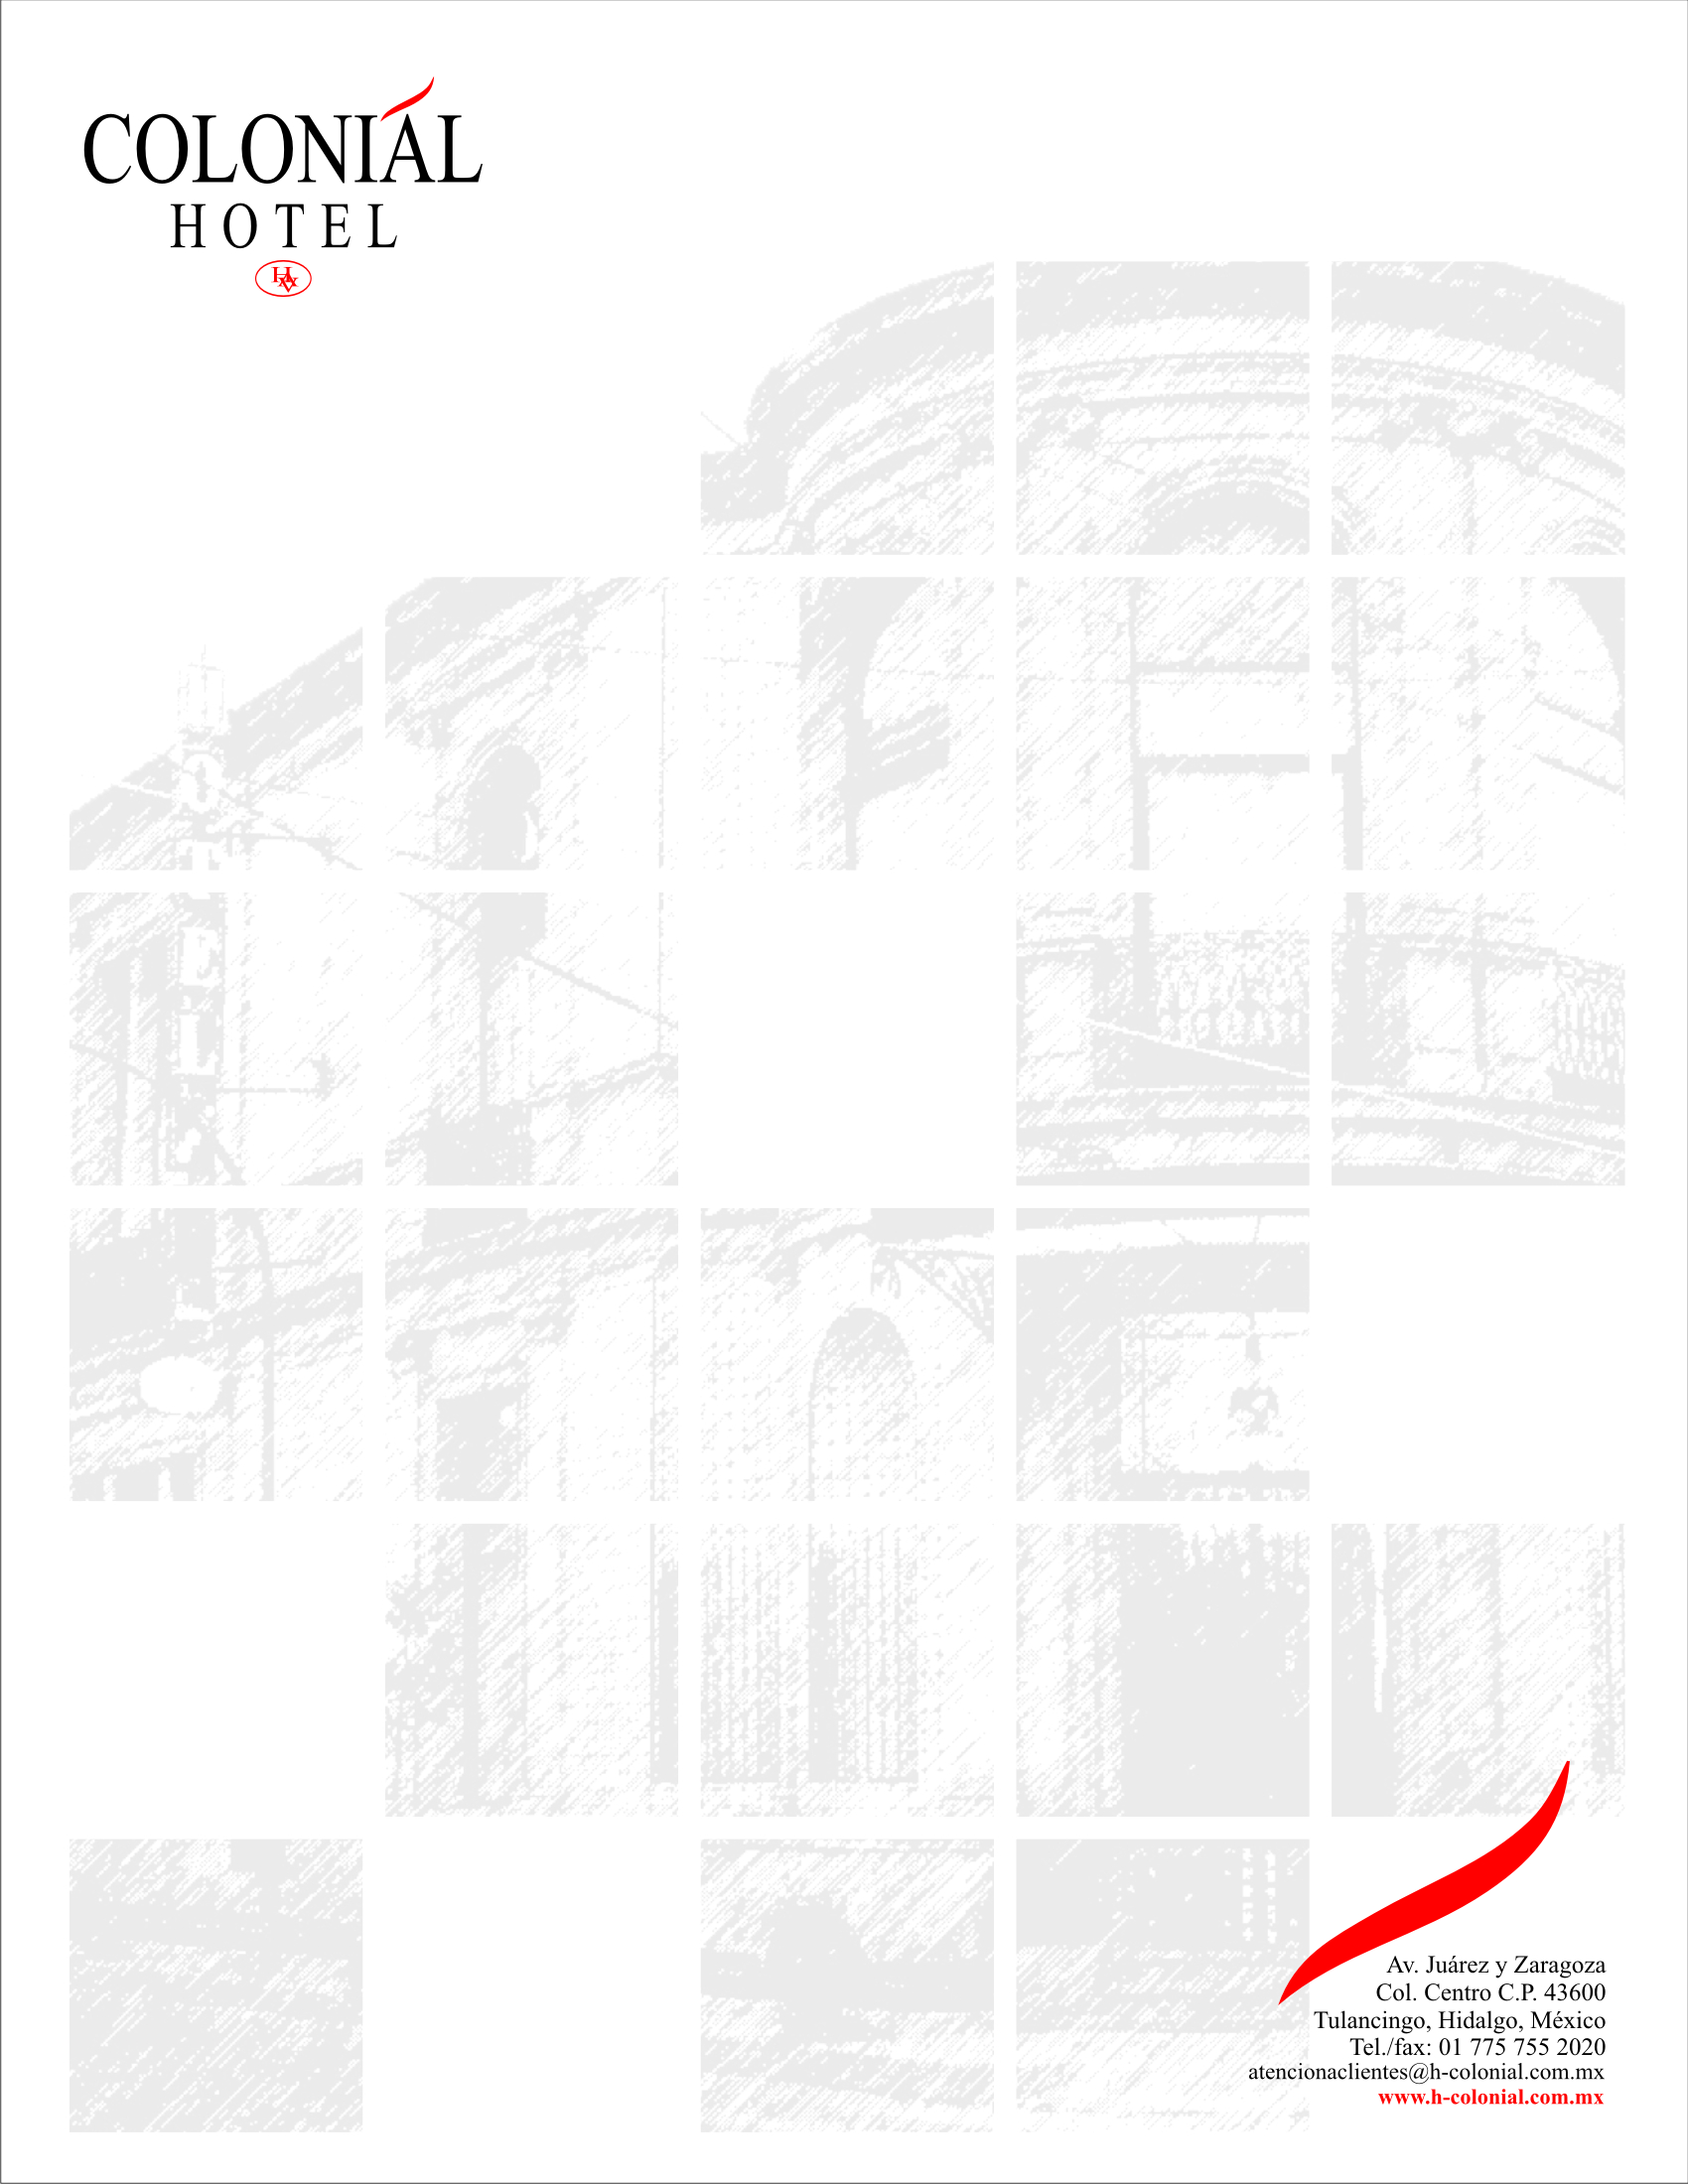 COLONIAL
HOTEL
Av. Juárez y Zaragoza
Col. Centro C.P. 43600
Tulancingo, Hidalgo, México
Tel./fax: 01 775 755 2020
atencionaclientes@h-colonial.com.mx
www.h-colonial.com.mx